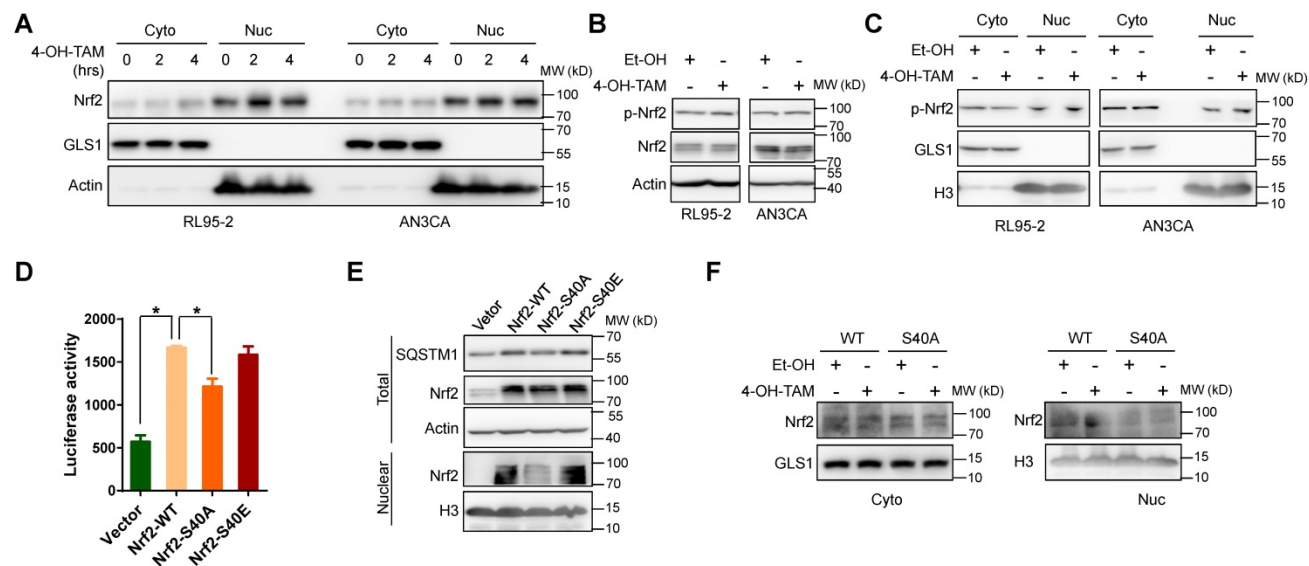 A
Cyto Nuc Cyto Nuc
4-OH-TAM (hrs) 0 2 4 0 2 4 0 2 4 0 2 4 MW (kD)
Nrf2 100 70
GLS1 70 55
Actin 15 10
RL95-2 AN3CA
B
Et-OH + - + -
4-OH-TAM - + - + MW (kD)
p-Nrf2 100 70
Nrf2 100 70
Actin 55 40
RL95-2 AN3CA
C
Cyto Nuc Cyto Nuc
Et-OH + - + - + - + -
4-OH-TAM - + - + - + - + MW (kD)
p-Nrf2 100 70
GLS1 70 55
H3 15 10
RL95-2 AN3CA
D
Luciferase activity
2000
1500
1000
500
0
* *
Vector Nrf2-WT Nrf2-S40A Nrf2-S40E
E
Vetor Nrf2-WT Nrf2-S40A Nrf2-S40E MW (kD)
Total
SQSTM1 70 55
Nrf2 100 70
Actin 55 40
Nuclear
Nrf2 100 70
H3 15 10
F
WT S40A
Et-OH + - + -
4-OH-TAM - + - + MW (kD)
Nrf2 100 70
GLS1 15 10
Cyto
WT S40A
+ - + -
- + - + MW (kD)
Nrf2 100 70
H3 15 10
Nuc